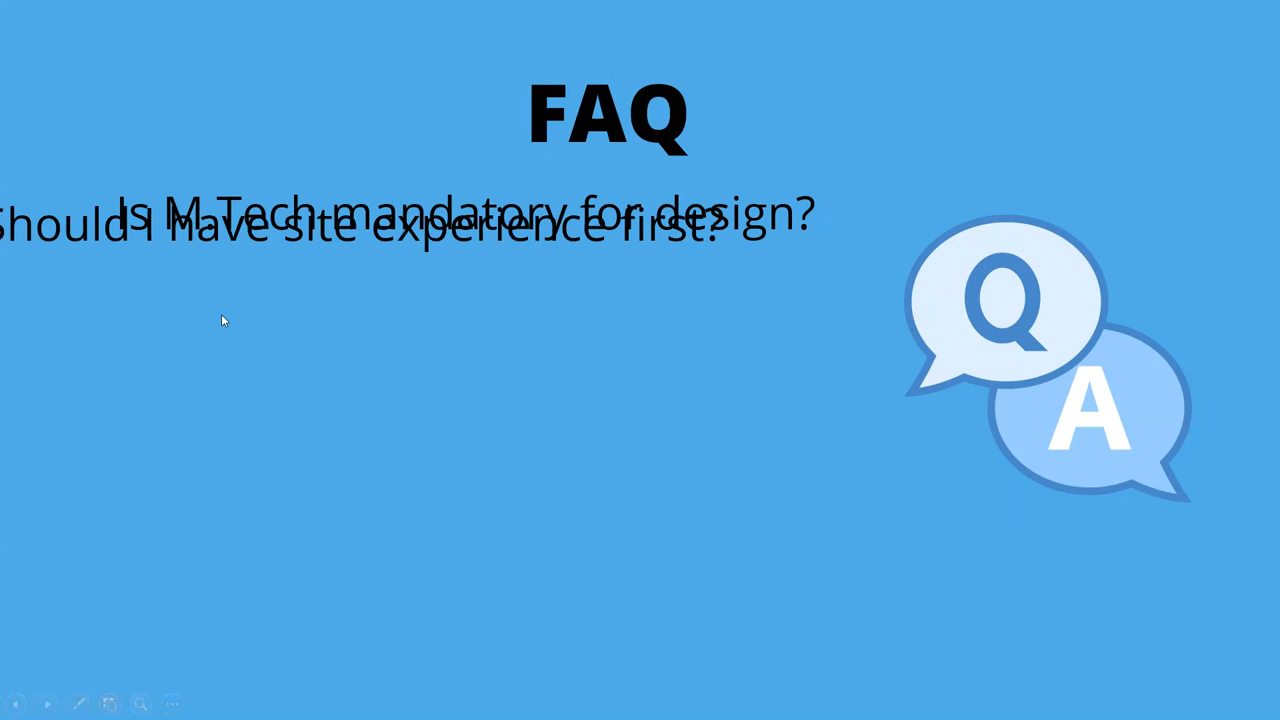 FAQ
Is M.Tech mandatory for design?
Should I have site experience first?
Q
A